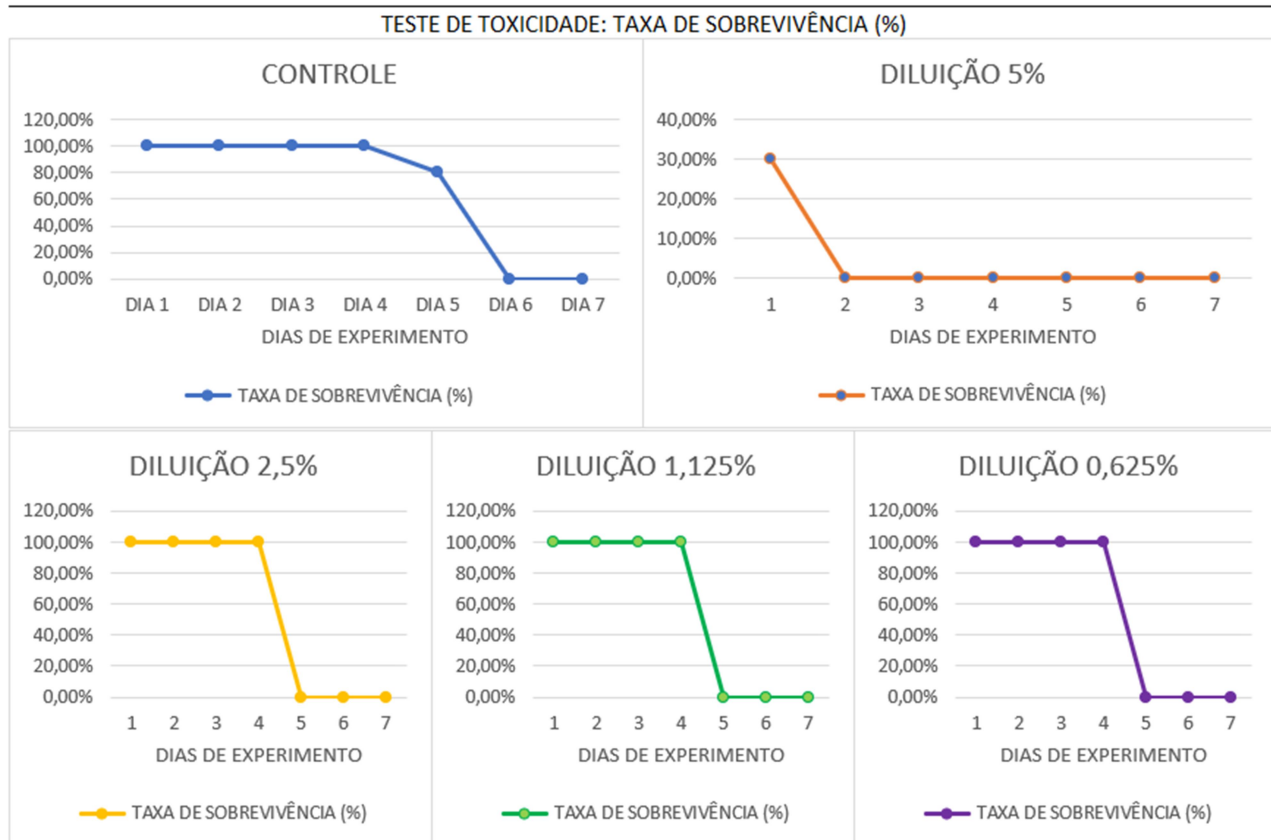 TESTE DE TOXICIDADE: TAXA DE SOBREVIVÊNCIA (%)
CONTROLE
120,00%
100,00%
80,00%
60,00%
40,00%
20,00%
0,00%
DIA 1 DIA 2 DIA 3 DIA 4 DIA 5 DIA 6 DIA 7
DIAS DE EXPERIMENTO
TAXA DE SOBREVIVÊNCIA (%)
DILUIÇÃO 5%
40,00%
30,00%
20,00%
10,00%
0,00%
1 2 3 4 5 6 7
DIAS DE EXPERIMENTO
TAXA DE SOBREVIVÊNCIA (%)
DILUIÇÃO 2,5%
120,00%
100,00%
80,00%
60,00%
40,00%
20,00%
0,00%
1 2 3 4 5 6 7
DIAS DE EXPERIMENTO
TAXA DE SOBREVIVÊNCIA (%)
DILUIÇÃO 1,125%
120,00%
100,00%
80,00%
60,00%
40,00%
20,00%
0,00%
1 2 3 4 5 6 7
DIAS DE EXPERIMENTO
TAXA DE SOBREVIVÊNCIA (%)
DILUIÇÃO 0,625%
120,00%
100,00%
80,00%
60,00%
40,00%
20,00%
0,00%
1 2 3 4 5 6 7
DIAS DE EXPERIMENTO
TAXA DE SOBREVIVÊNCIA (%)